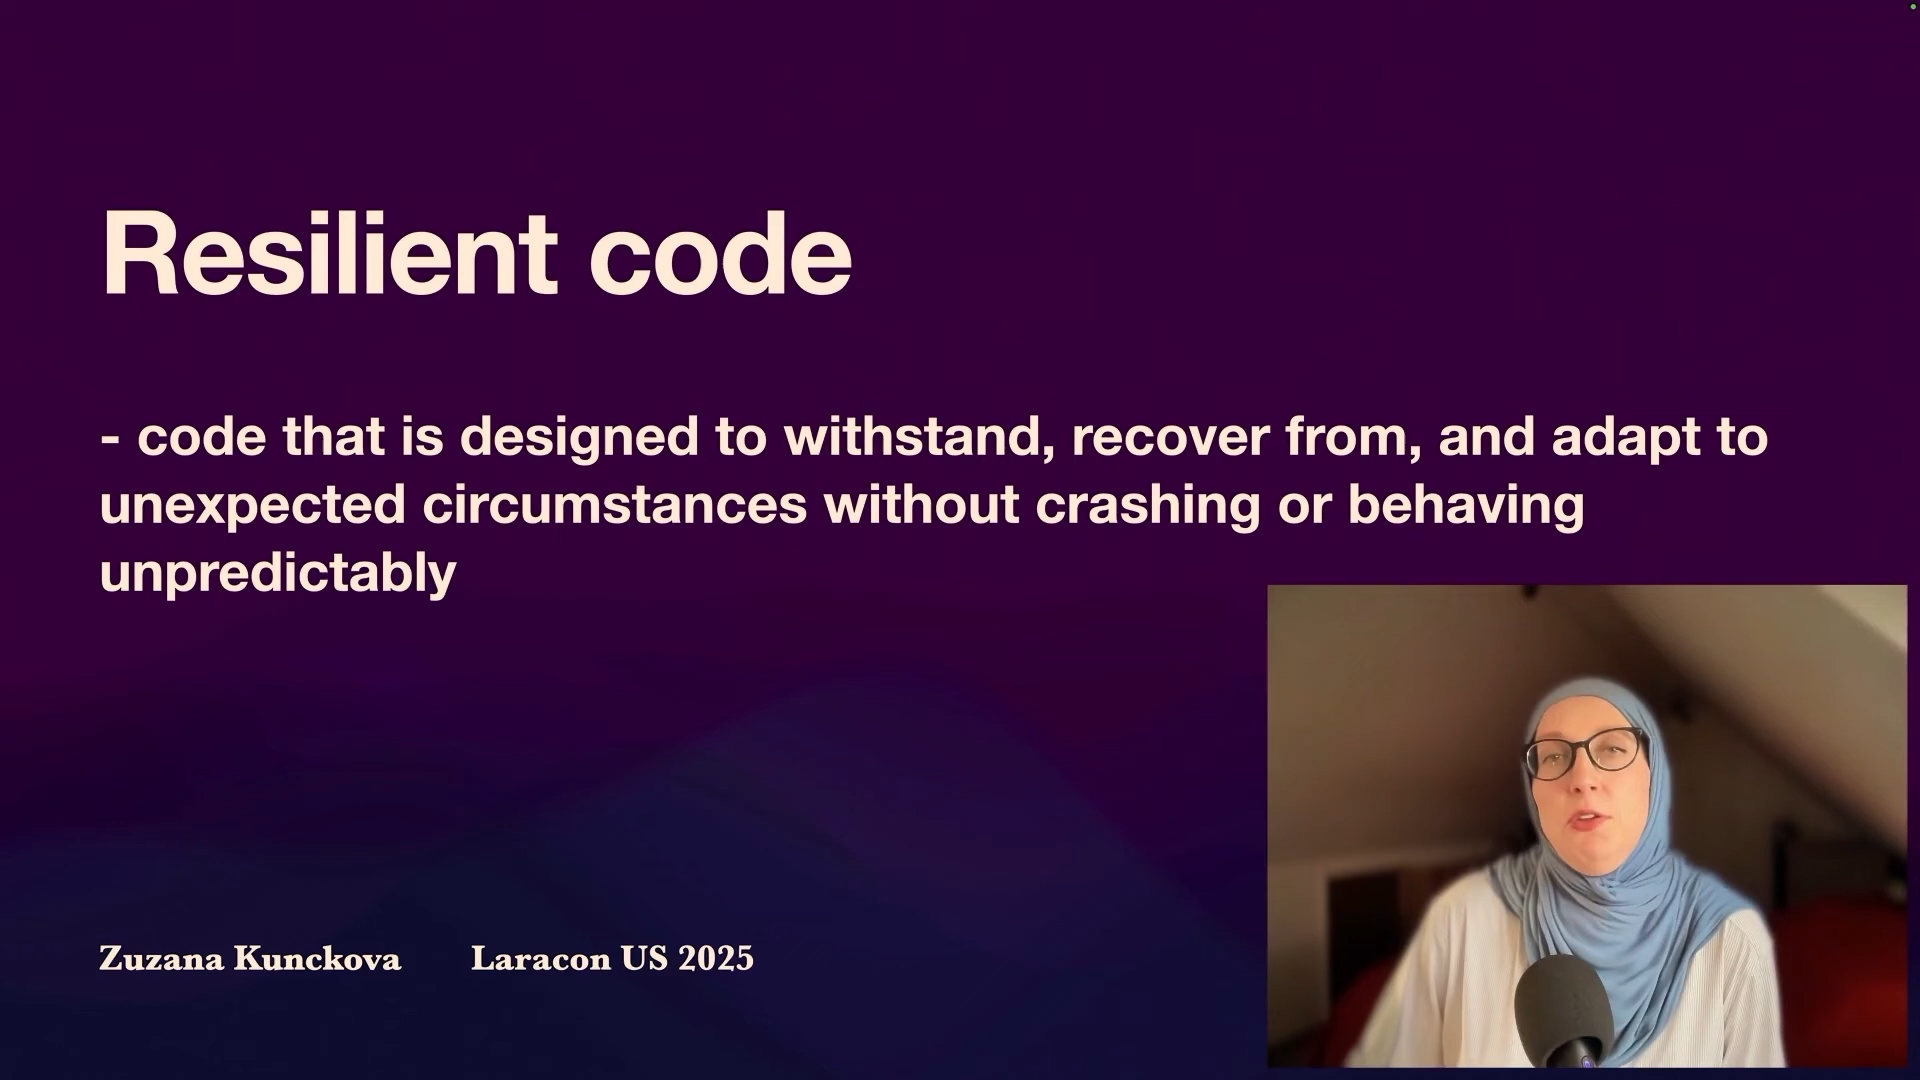 Resilient code
- code that is designed to withstand, recover from, and adapt to
unexpected circumstances without crashing or behaving
unpredictably
Zuzana Kunckova Laracon US 2025